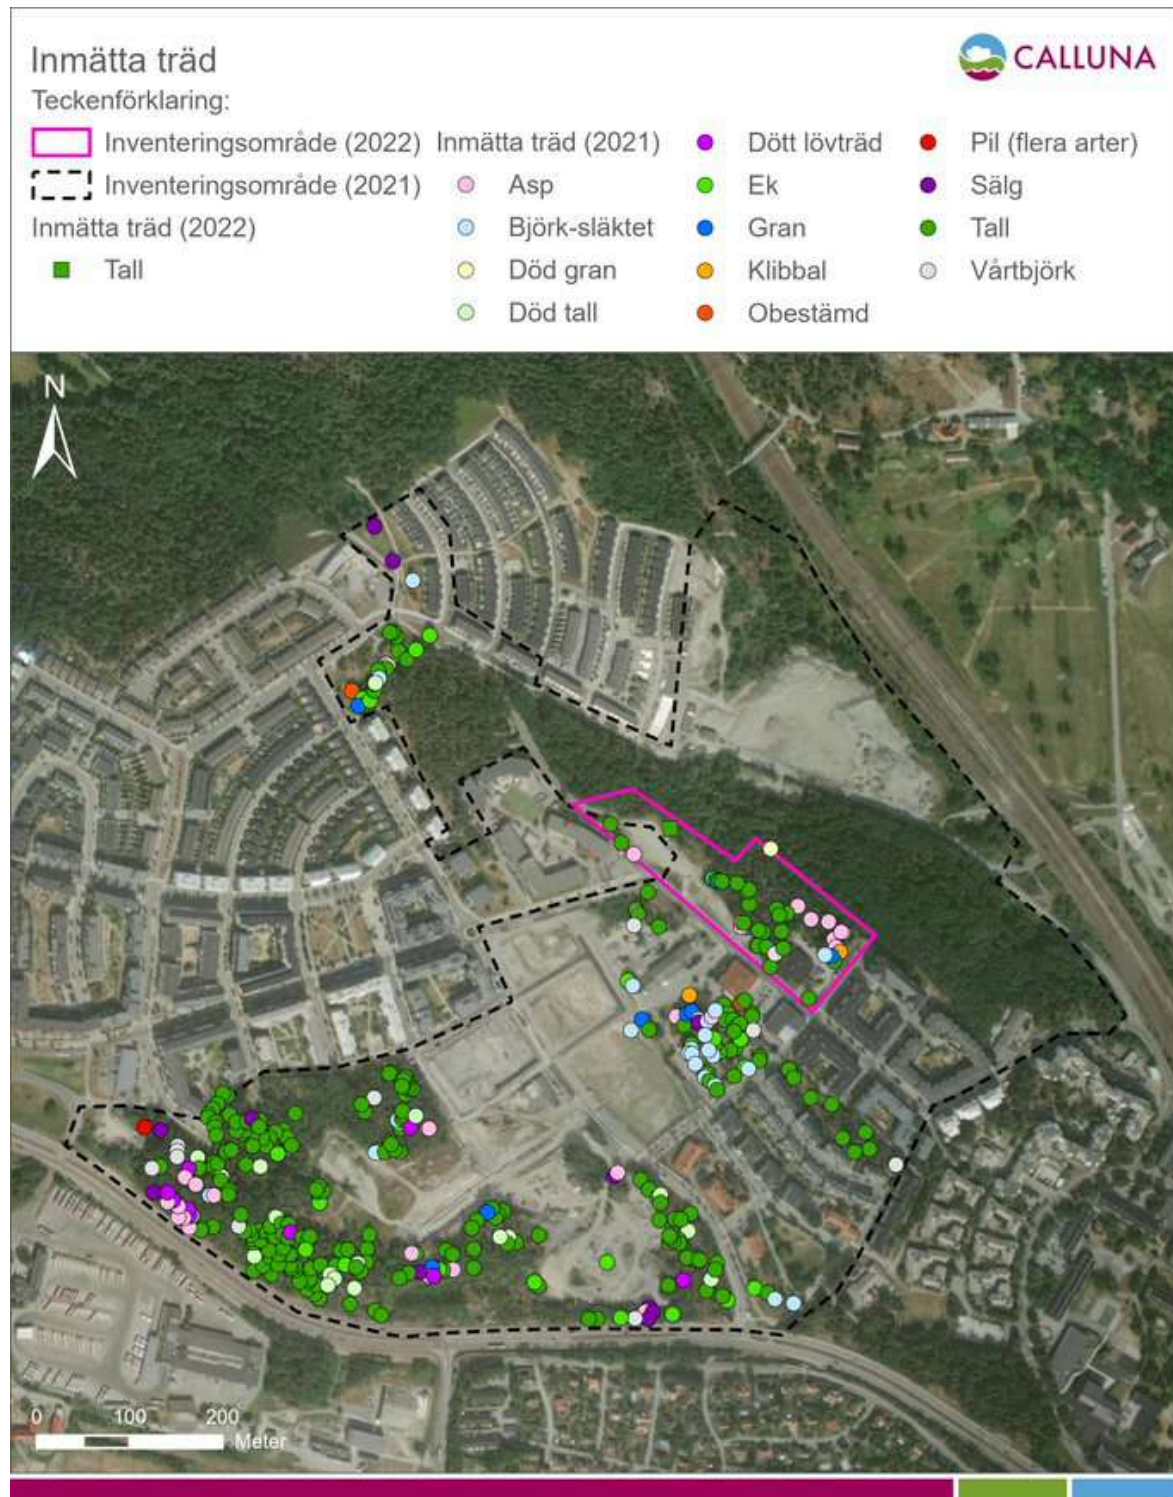 Inmätta träd
CALLUNA
Teckenförklaring:
Inventeringsområde (2022)
Inventeringsområde (2021)
Inmätta träd (2022)
Tall
Inmätta träd (2021)
Asp
Björk-släktet
Död gran
Död tall
Dött lövträd
Ek
Gran
Klibbal
Obestämd
Pil (flera arter)
Sälg
Tall
Vårtbjörk
N
0 100 200
Meter